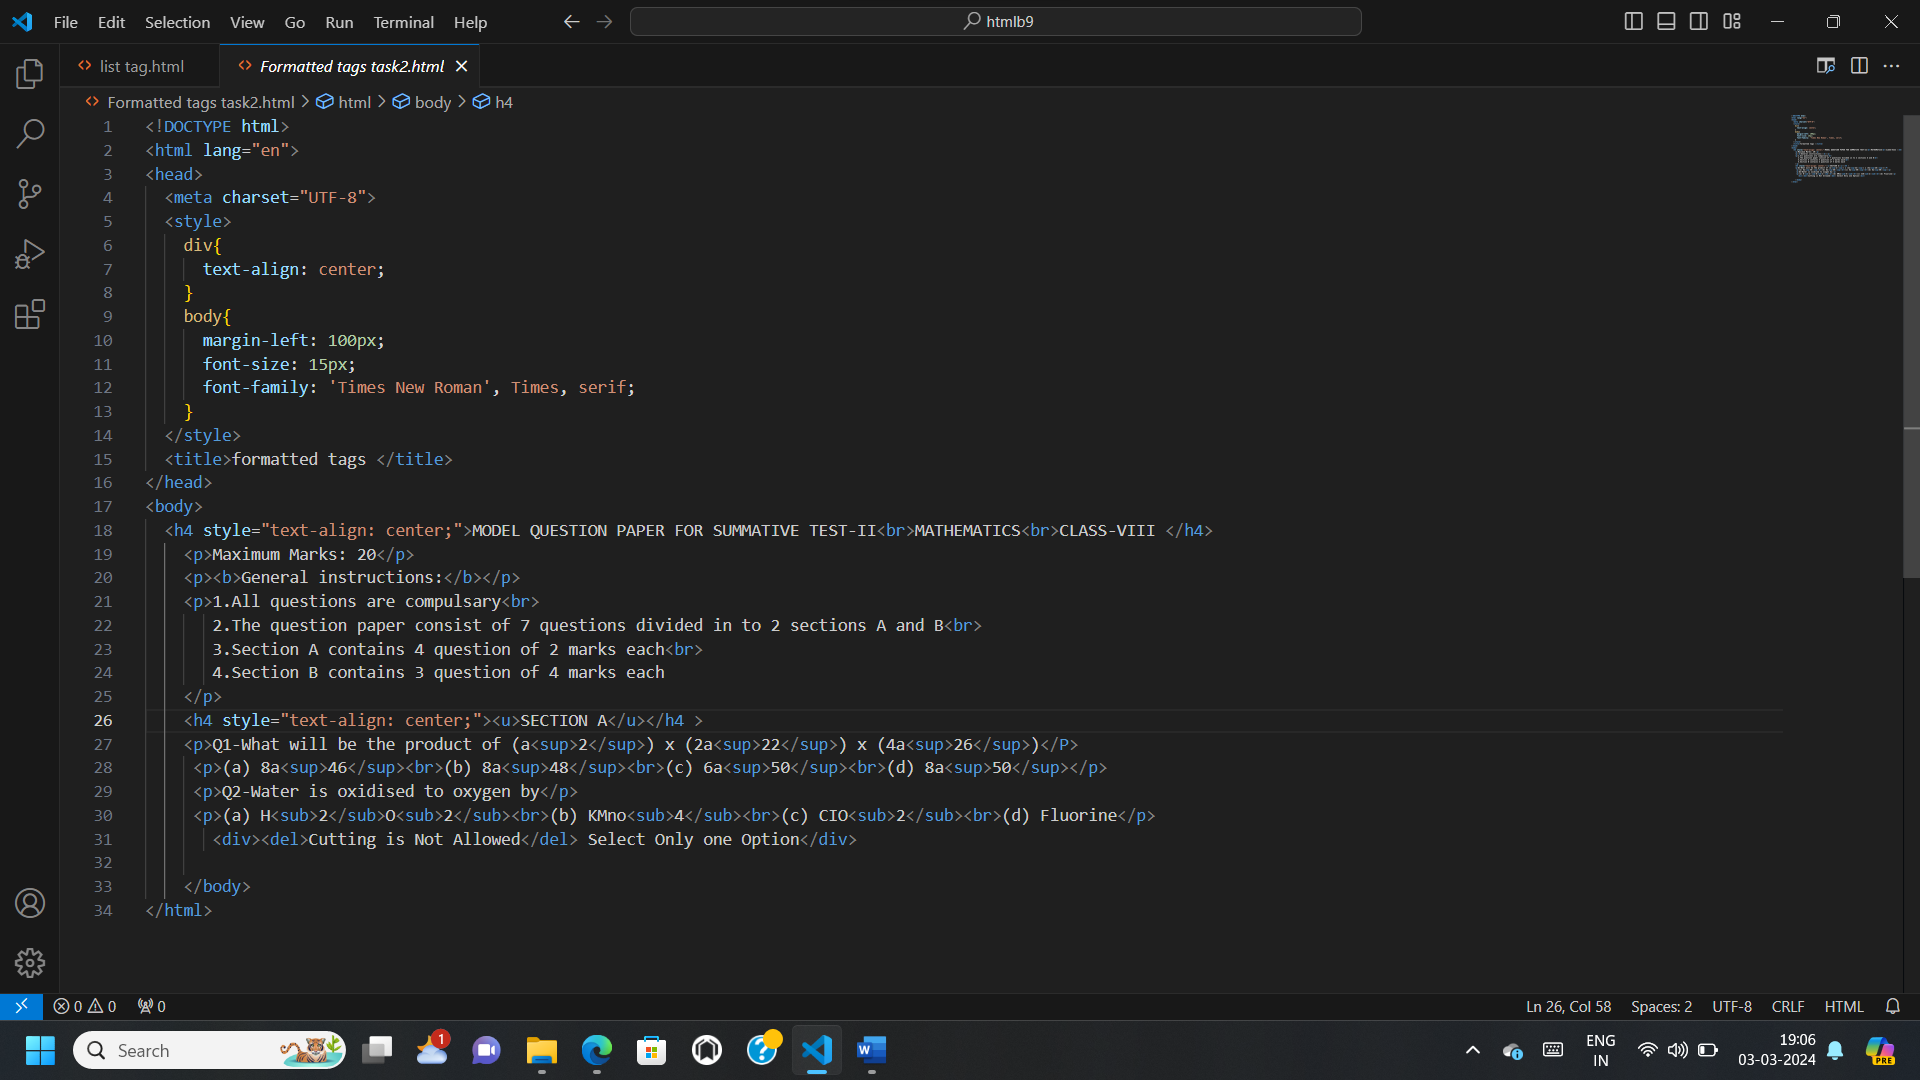 File Edit Selection View Go Run Terminal Help htmlb9
list tag.html Formatted tags task2.html
Formatted tags task2.html > html > body > h4
1 <!DOCTYPE html>
2 <html lang="en">
3 <head>
4 <meta charset="UTF-8">
5 <style>
6 div{
7 text-align: center;
8 }
9 body{
10 margin-left: 100px;
11 font-size: 15px;
12 font-family: 'Times New Roman', Times, serif;
13 }
14 </style>
15 <title>formatted tags </title>
16 </head>
17 <body>
18 <h4 style="text-align: center;">MODEL QUESTION PAPER FOR SUMMATIVE TEST-II<br>MATHEMATICS<br>CLASS-VIII </h4>
19 <p>Maximum Marks: 20</p>
20 <p><b>General instructions:</b></p>
21 <p>1.All questions are compulsary<br>
22 2.The question paper consist of 7 questions divided in to 2 sections A and B<br>
23 3.Section A contains 4 question of 2 marks each<br>
24 4.Section B contains 3 question of 4 marks each
25 </p>
26 <h4 style="text-align: center;"><u>SECTION A</u></h4 >
27 <p>Q1-What will be the product of (a<sup>2</sup>) x (2a<sup>22</sup>) x (4a<sup>26</sup>)</P>
28 <p>(a) 8a<sup>46</sup><br>(b) 8a<sup>48</sup><br>(c) 6a<sup>50</sup><br>(d) 8a<sup>50</sup></p>
29 <p>Q2-Water is oxidised to oxygen by</p>
30 <p>(a) H<sub>2</sub>O<sub>2</sub><br>(b) KMno<sub>4</sub><br>(c) CIO<sub>2</sub><br>(d) Fluorine</p>
31 <div><del>Cutting is Not Allowed</del> Select Only one Option</div>
32
33 </body>
34 </html>
0 0 0 Ln 26, Col 58 Spaces: 2 UTF-8 CRLF HTML
Search 1 ENG 19:06
IN 03-03-2024 PRE